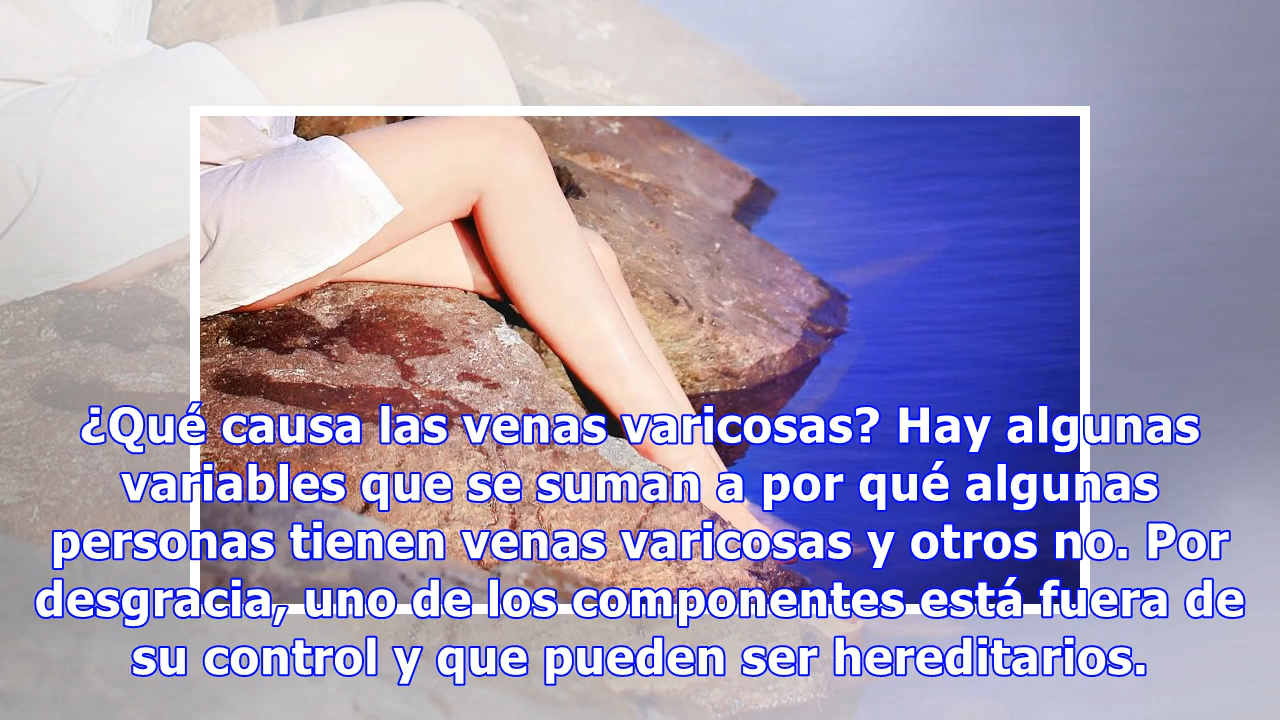 ¿Qué causa las venas varicosas? Hay algunas
variables que se suman a por qué algunas
personas tienen venas varicosas y otros no. Por
desgracia, uno de los componentes está fuera de
su control y que pueden ser hereditarios.